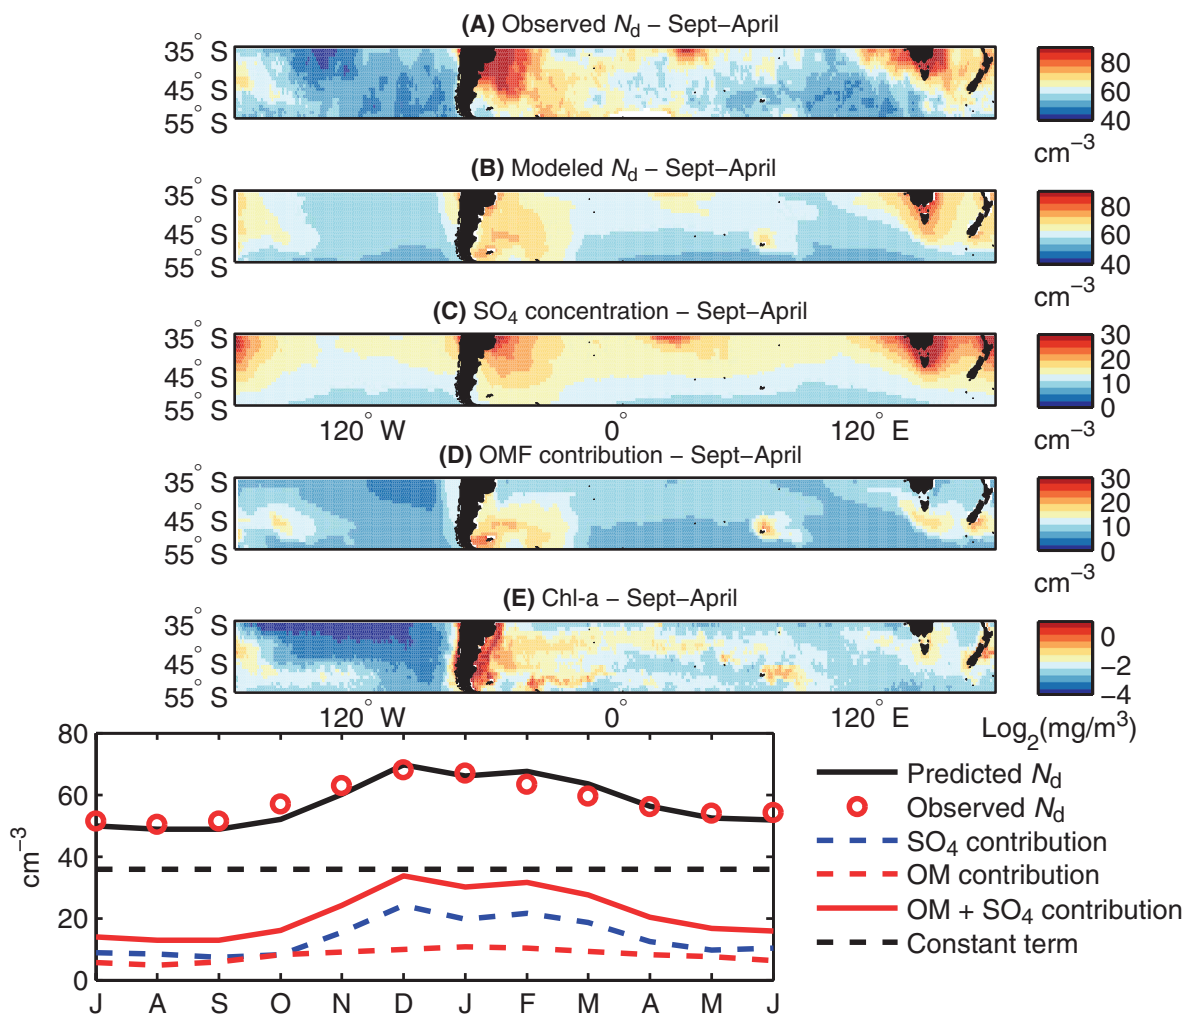 (A) Observed Nd – Sept–April
35° S
45° S
55° S
80
60
40
cm−3
(B) Modeled Nd – Sept–April
35° S
45° S
55° S
80
60
40
cm−3
(C) SO4 concentration – Sept–April
35° S
45° S
55° S
30
20
10
0
120° W 0° 120° E
(D) OMF contribution – Sept–April
35° S
45° S
55° S
30
20
10
0
cm−3
(E) Chl-a – Sept–April
35° S
45° S
55° S
0
−2
−4
120° W 0° 120° E
Log2(mg/m3)
80
60
40
20
0
cm−3
J A S O N D J F M A M J
Predicted Nd
Observed Nd
SO4 contribution
OM contribution
OM + SO4 contribution
Constant term